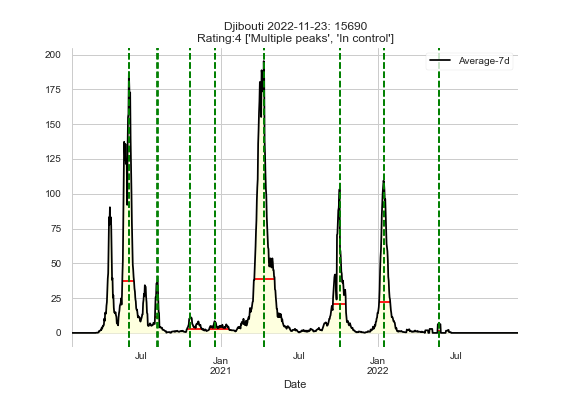 Djibouti 2022-11-23: 15690
Rating:4 ['Multiple peaks', 'In control']
Average-7d
200
175
150
125
100
75
50
25
0
Jul
Jan
2021
Jul
Jan
2022
Jul
Date